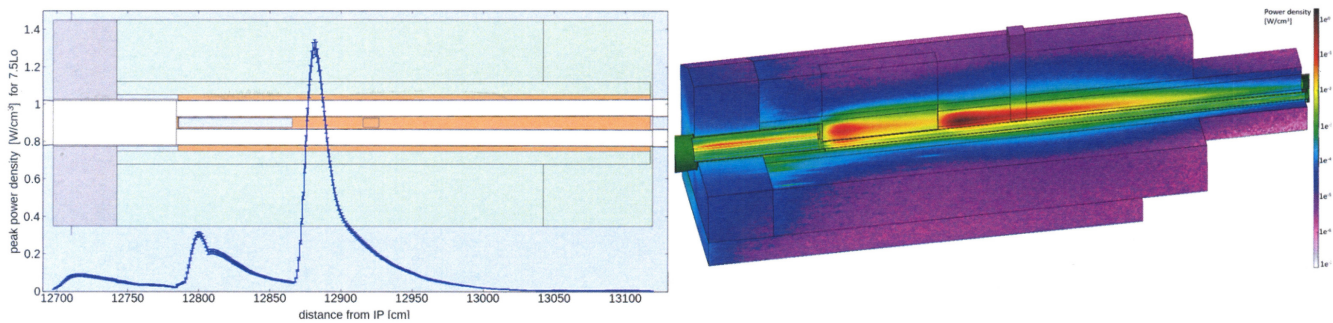 peak power density [W/cm³] for 7.5Lo
1.4
1.2
1
0.8
0.6
0.4
0.2
0
12700 12750 12800 12850 12900 12950 13000 13050 13100
distance from IP [cm]
Power density
[W/cm³]
1e⁰